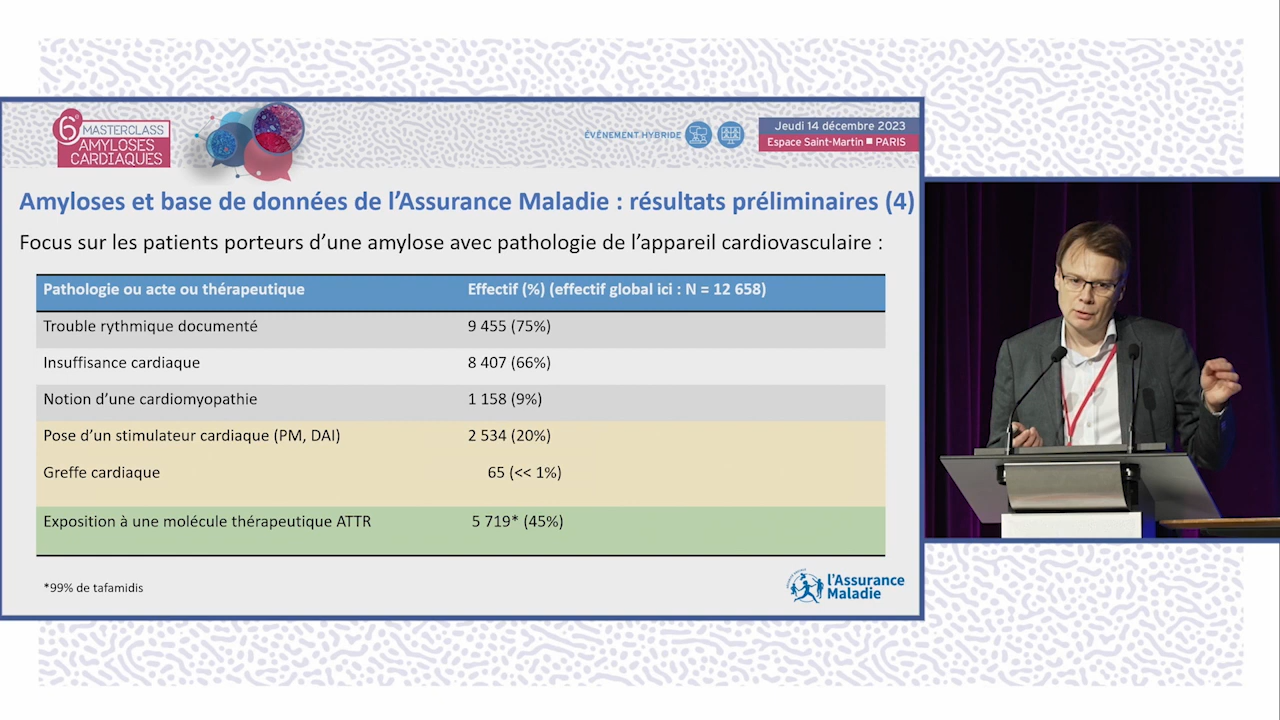 6e MASTERCLASS
AMYLOSES
CARDIAQUES
ÉVÉNEMENT HYBRIDE
Jeudi 14 décembre 2023
Espace Saint-Martin ■ PARIS
Amyloses et base de données de l’Assurance Maladie : résultats préliminaires (4)
Focus sur les patients porteurs d’une amylose avec pathologie de l’appareil cardiovasculaire :
Pathologie ou acte ou thérapeutique Effectif (%) (effectif global ici : N = 12 658)
Trouble rythmique documenté 9 455 (75%)
Insuffisance cardiaque 8 407 (66%)
Notion d’une cardiomyopathie 1 158 (9%)
Pose d’un stimulateur cardiaque (PM, DAI) 2 534 (20%)
Greffe cardiaque 65 (<< 1%)
Exposition à une molécule thérapeutique ATTR 5 719* (45%)
*99% de tafamidis
l’Assurance
Maladie